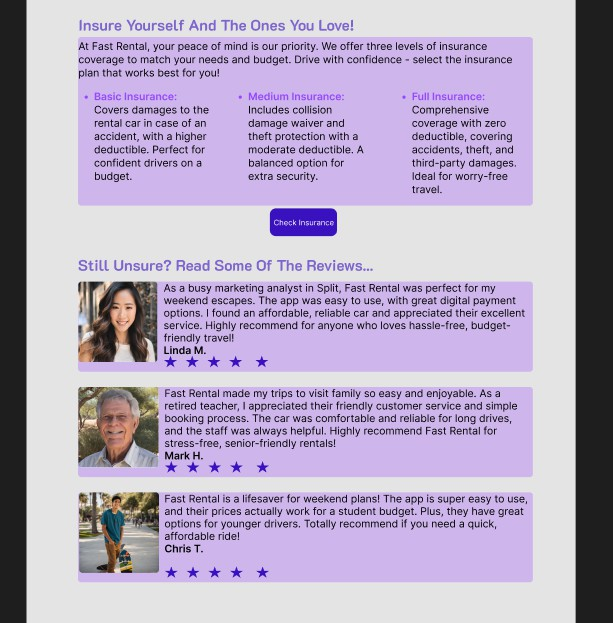 Insure Yourself And The Ones You Love!
At Fast Rental, your peace of mind is our priority. We offer three levels of insurance
coverage to match your needs and budget. Drive with confidence - select the insurance
plan that works best for you!
• Basic Insurance:
Covers damages to the
rental car in case of an
accident, with a higher
deductible. Perfect for
confident drivers on a
budget.
• Medium Insurance:
Includes collision
damage waiver and
theft protection with a
moderate deductible. A
balanced option for
extra security.
• Full Insurance:
Comprehensive
coverage with zero
deductible, covering
accidents, theft, and
third-party damages.
Ideal for worry-free
travel.
Check Insurance
Still Unsure? Read Some Of The Reviews...
As a busy marketing analyst in Split, Fast Rental was perfect for my
weekend escapes. The app was easy to use, with great digital payment
options. I found an affordable, reliable car and appreciated their excellent
service. Highly recommend for anyone who loves hassle-free, budget-
friendly travel!
Linda M.
Fast Rental made my trips to visit family so easy and enjoyable. As a
retired teacher, I appreciated their friendly customer service and simple
booking process. The car was comfortable and reliable for long drives,
and the staff was always helpful. Highly recommend Fast Rental for
stress-free, senior-friendly rentals!
Mark H.
Fast Rental is a lifesaver for weekend plans! The app is super easy to use,
and their prices actually work for a student budget. Plus, they have great
options for younger drivers. Totally recommend if you need a quick,
affordable ride!
Chris T.